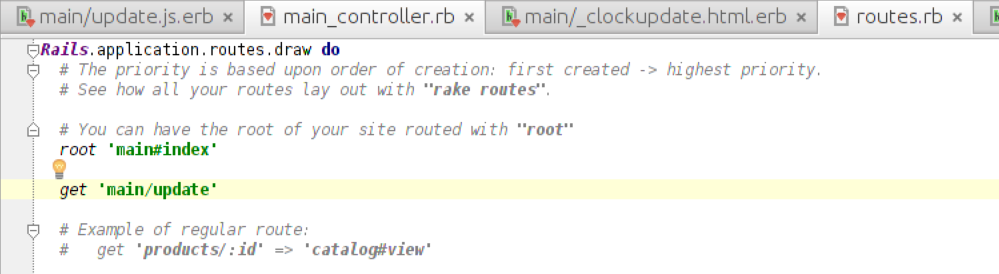 main/update.js.erb × main_controller.rb × main/_clockupdate.html.erb × routes.rb ×
Rails.application.routes.draw do
# The priority is based upon order of creation: first created -> highest priority.
# See how all your routes lay out with "rake routes".
# You can have the root of your site routed with "root"
root 'main#index'
get 'main/update'
# Example of regular route:
#   get 'products/:id' => 'catalog#view'